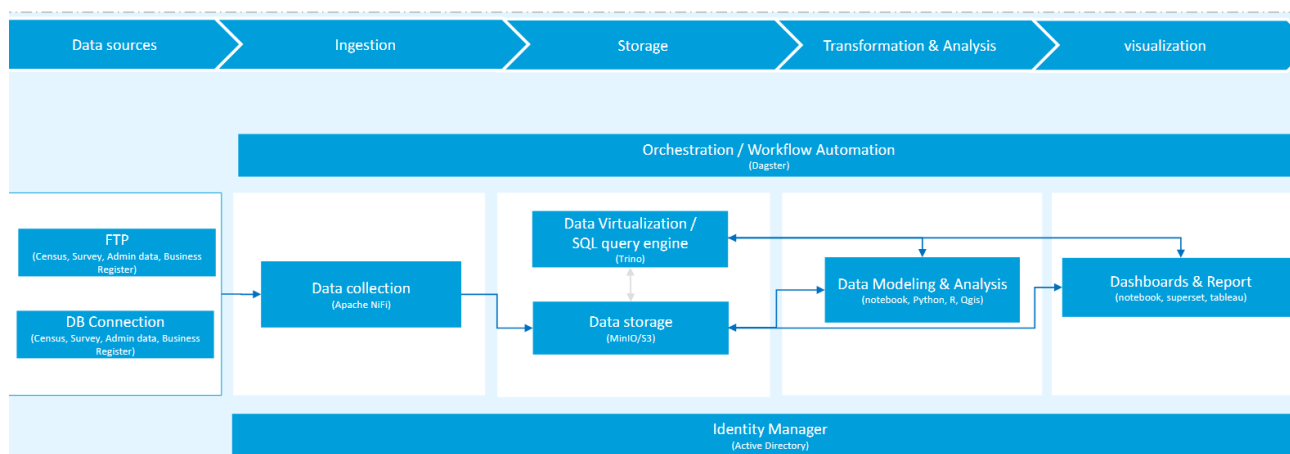 Data sources
Ingestion
Storage
Transformation & Analysis
visualization
Orchestration / Workflow Automation
(Dagster)
FTP
(Census, Survey, Admin data, Business
Register)
DB Connection
(Census, Survey, Admin data, Business
Register)
Data collection
(Apache NiFi)
Data Virtualization /
SQL query engine
(Trino)
Data storage
(MinIO/S3)
Data Modeling & Analysis
(notebook, Python, R, Qgis)
Dashboards & Report
(notebook, superset, tableau)
Identity Manager
(Active Directory)